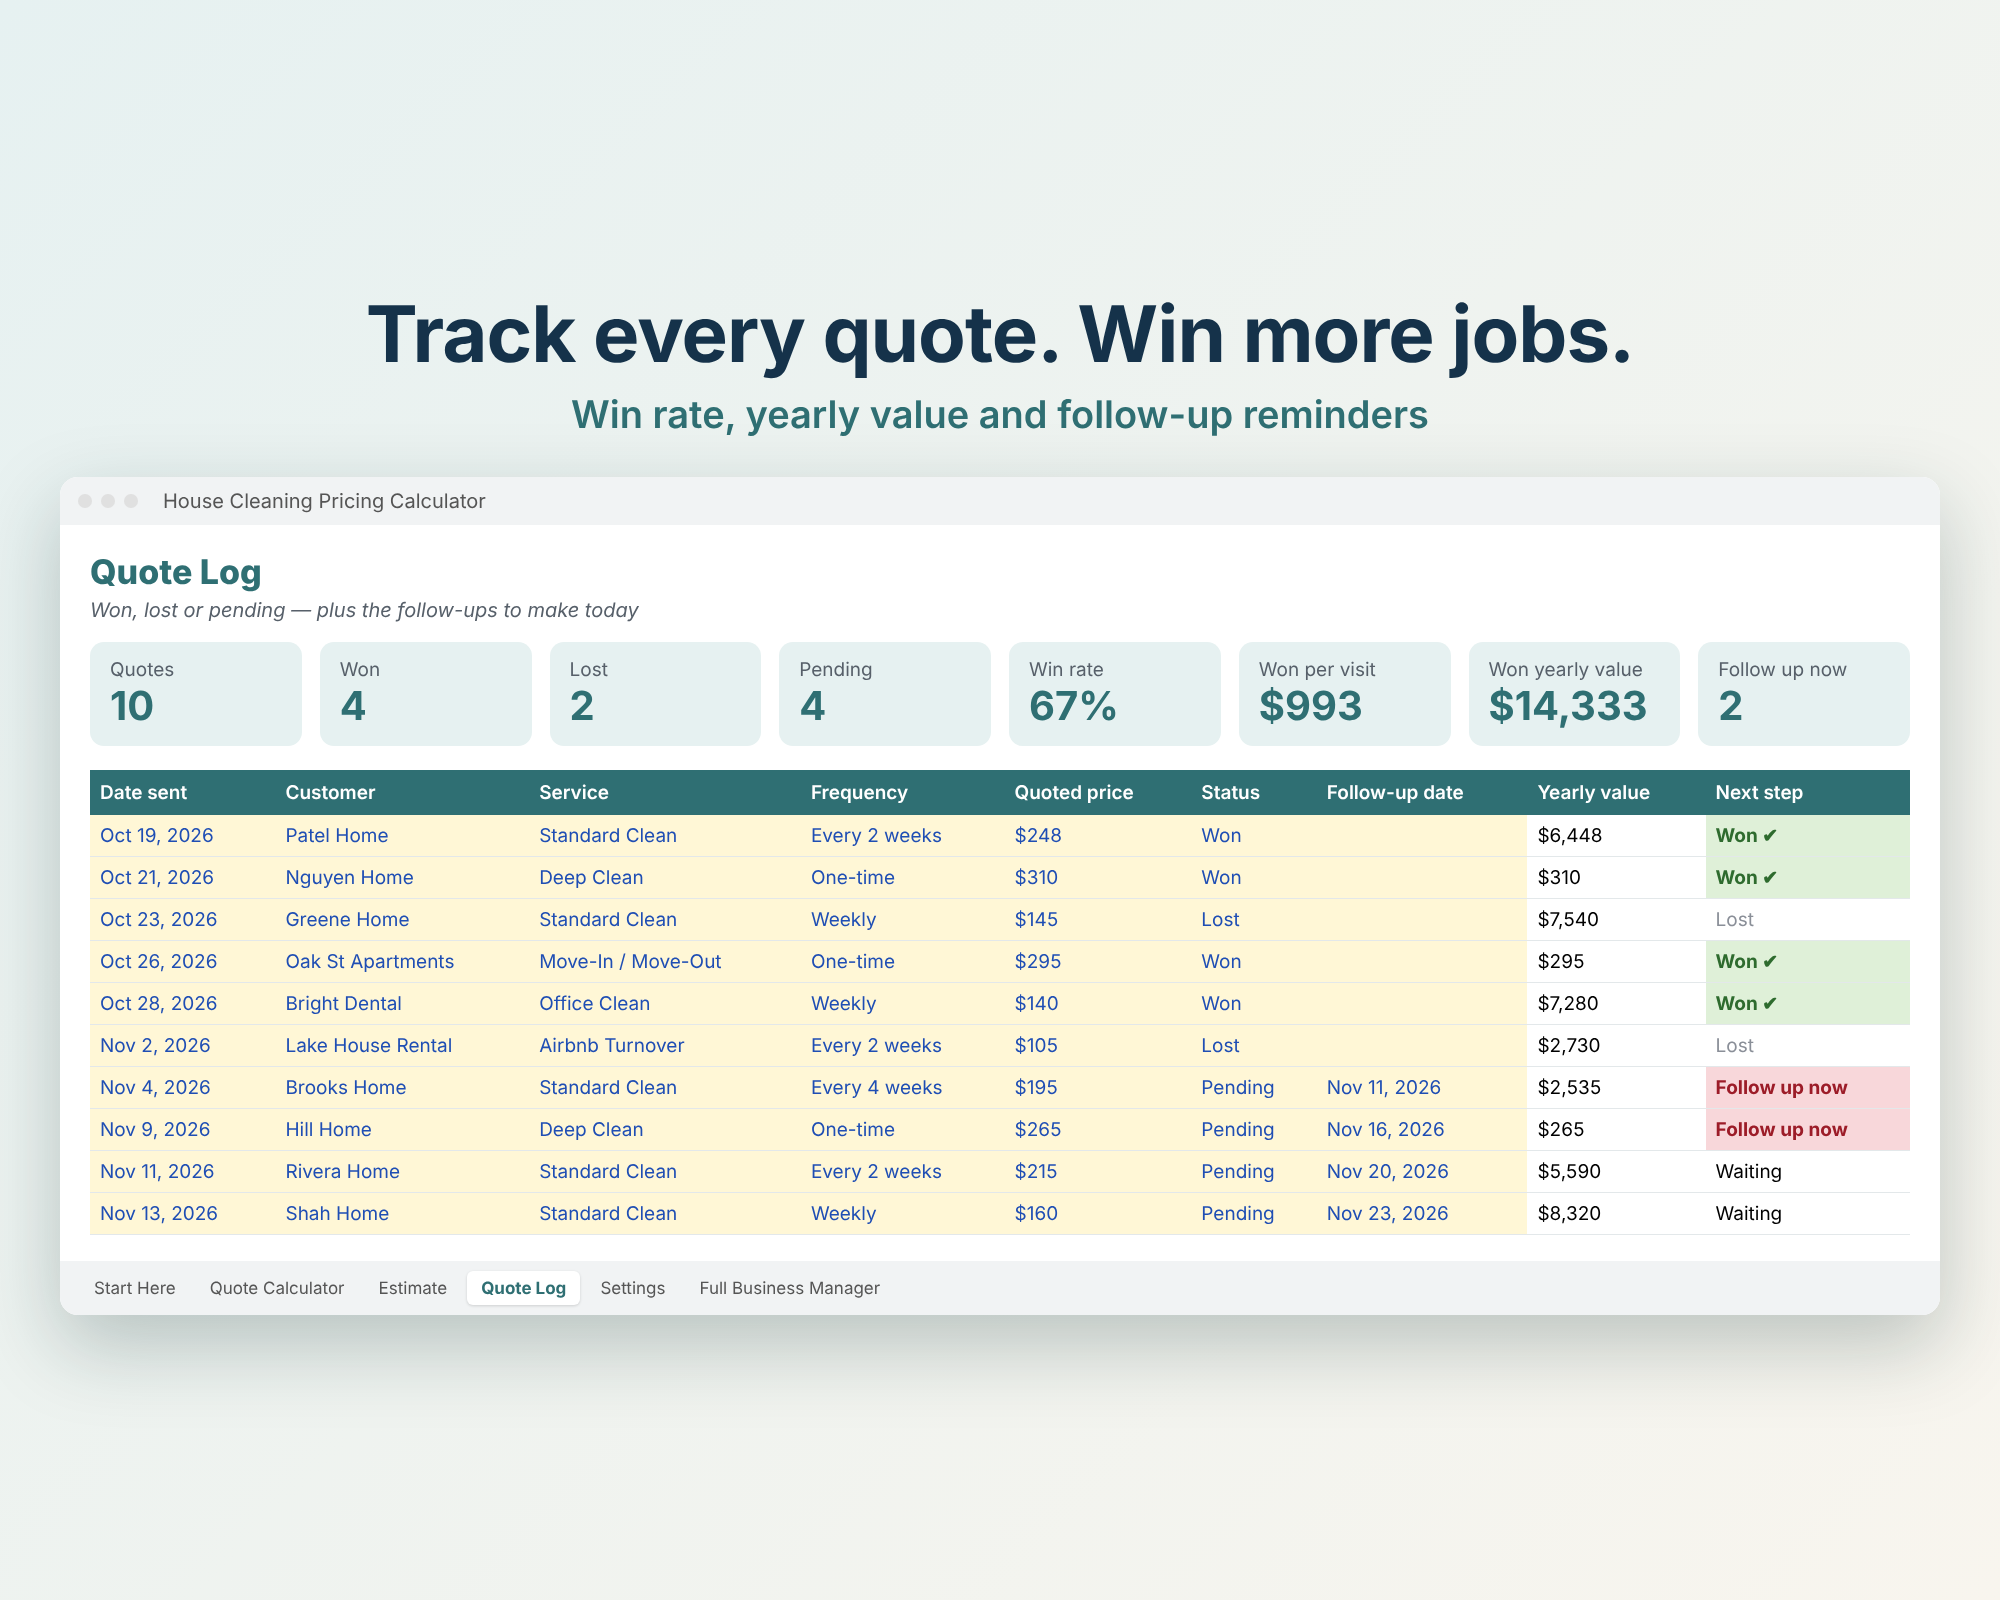 Track every quote. Win more jobs.
Win rate, yearly value and follow-up reminders
House Cleaning Pricing Calculator
Quote Log
Won, lost or pending — plus the follow-ups to make today
Quotes Won Lost Pending Win rate Won per visit Won yearly value Follow up now
10 4 2 4 67% $993 $14,333 2
Date sent Customer Service Frequency Quoted price Status Follow-up date Yearly value Next step
Oct 19, 2026 Patel Home Standard Clean Every 2 weeks $248 Won $6,448 Won ✔
Oct 21, 2026 Nguyen Home Deep Clean One-time $310 Won $310 Won ✔
Oct 23, 2026 Greene Home Standard Clean Weekly $145 Lost $7,540 Lost
Oct 26, 2026 Oak St Apartments Move-In / Move-Out One-time $295 Won $295 Won ✔
Oct 28, 2026 Bright Dental Office Clean Weekly $140 Won $7,280 Won ✔
Nov 2, 2026 Lake House Rental Airbnb Turnover Every 2 weeks $105 Lost $2,730 Lost
Nov 4, 2026 Brooks Home Standard Clean Every 4 weeks $195 Pending Nov 11, 2026 $2,535 Follow up now
Nov 9, 2026 Hill Home Deep Clean One-time $265 Pending Nov 16, 2026 $265 Follow up now
Nov 11, 2026 Rivera Home Standard Clean Every 2 weeks $215 Pending Nov 20, 2026 $5,590 Waiting
Nov 13, 2026 Shah Home Standard Clean Weekly $160 Pending Nov 23, 2026 $8,320 Waiting
Start Here Quote Calculator Estimate Quote Log Settings Full Business Manager